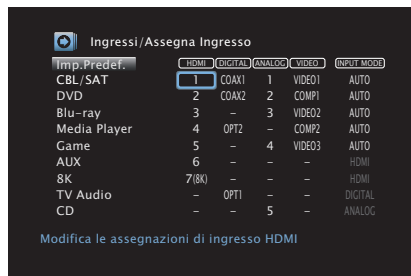 Ingressi/Assegna Ingresso
Imp.Predef. HDMI DIGITAL ANALOG VIDEO INPUT MODE
CBL/SAT 1 COAX1 1 VIDEO1 AUTO
DVD 2 COAX2 2 COMP1 AUTO
Blu-ray 3 – 3 VIDEO2 AUTO
Media Player 4 OPT2 – COMP2 AUTO
Game 5 – 4 VIDEO3 AUTO
AUX 6 – – – HDMI
8K 7(8K) – – – HDMI
TV Audio – OPT1 – – DIGITAL
CD – – 5 – ANALOG
Modifica le assegnazioni di ingresso HDMI